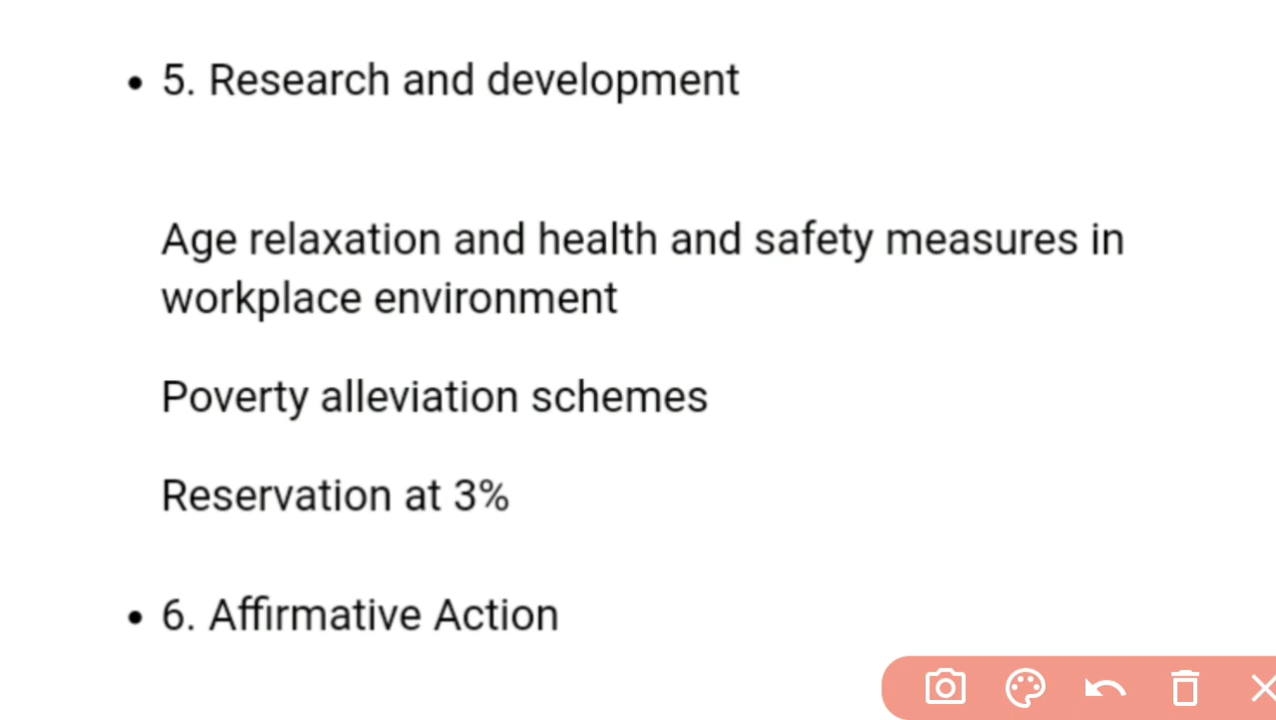 • 5. Research and development
Age relaxation and health and safety measures in
workplace environment
Poverty alleviation schemes
Reservation at 3%
• 6. Affirmative Action